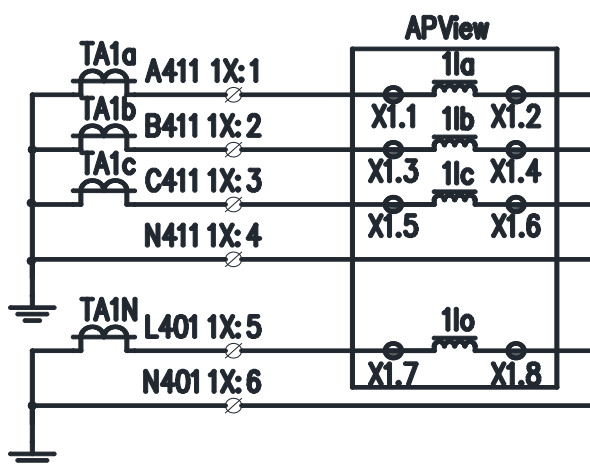 APView
TA1a A411 1X:1 1Ia
X1.1 X1.2
TA1b B411 1X:2 1Ib
X1.3 X1.4
TA1c C411 1X:3 1Ic
X1.5 X1.6
N411 1X:4
TA1N L401 1X:5 1Io
X1.7 X1.8
N401 1X:6